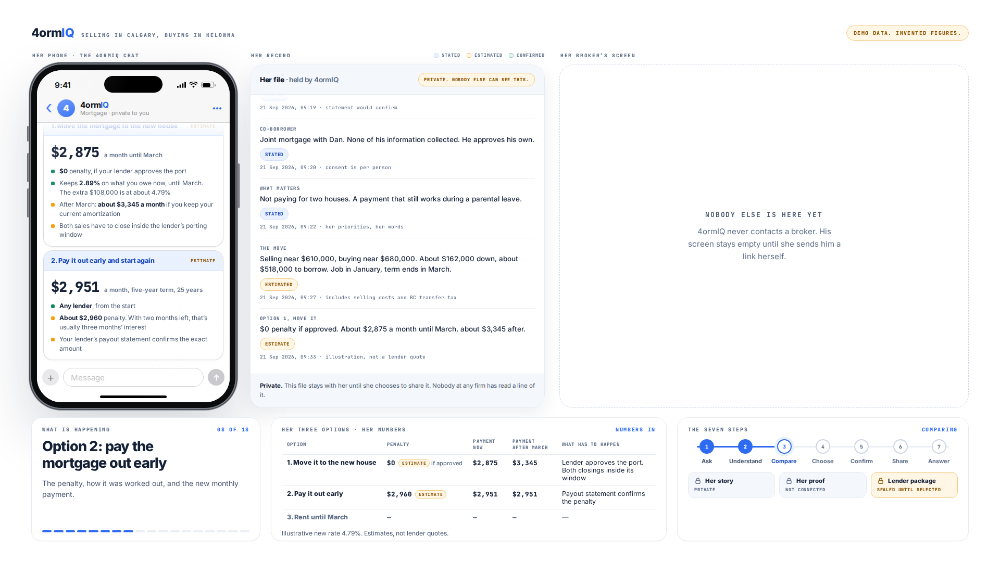 4ormIQ SELLING IN CALGARY, BUYING IN KELOWNA
DEMO DATA. INVENTED FIGURES.
HER PHONE · THE 4ORMIQ CHAT
9:41
4
4ormIQ
Mortgage · private to you
1. Move the mortgage to the new house ESTIMATE
$2,875 a month until March
$0 penalty, if your lender approves the port
Keeps 2.89% on what you owe now, until March.
The extra $108,000 is at about 4.79%
After March: about $3,345 a month if you keep your
current amortization
Both sales have to close inside the lender’s porting
window
2. Pay it out early and start again ESTIMATE
$2,951 a month, five-year term, 25 years
Any lender, from the start
About $2,960 penalty. With two months left, that’s
usually three months’ interest
Your lender’s payout statement confirms the exact
amount
+ Message
HER RECORD
STATED ESTIMATED CONFIRMED
Her file · held by 4ormIQ
PRIVATE. NOBODY ELSE CAN SEE THIS.
21 Sep 2026, 09:19 · statement would confirm
CO-BORROWER
Joint mortgage with Dan. None of his information collected. He approves his own.
STATED
21 Sep 2026, 09:20 · consent is per person
WHAT MATTERS
Not paying for two houses. A payment that still works during a parental leave.
STATED
21 Sep 2026, 09:22 · her priorities, her words
THE MOVE
Selling near $610,000, buying near $680,000. About $162,000 down, about
$518,000 to borrow. Job in January, term ends in March.
ESTIMATED
21 Sep 2026, 09:27 · includes selling costs and BC transfer tax
OPTION 1, MOVE IT
$0 penalty if approved. About $2,875 a month until March, about $3,345 after.
ESTIMATE
21 Sep 2026, 09:33 · illustration, not a lender quote
Private. This file stays with her until she chooses to share it. Nobody at any firm has read a line of
it.
HER BROKER’S SCREEN
NOBODY ELSE IS HERE YET
4ormIQ never contacts a broker. His
screen stays empty until she sends him a
link herself.
WHAT IS HAPPENING 08 OF 18
Option 2: pay the
mortgage out early
The penalty, how it was worked out, and the new monthly
payment.
HER THREE OPTIONS · HER NUMBERS NUMBERS IN
OPTION PENALTY PAYMENT NOW PAYMENT AFTER MARCH WHAT HAS TO HAPPEN
1. Move it to the new house $0 ESTIMATE if approved $2,875 $3,345 Lender approves the port.
Both closings inside its
window
2. Pay it out early $2,960 ESTIMATE $2,951 $2,951 Payout statement confirms
the penalty
3. Rent until March – – – —
Illustrative new rate 4.79%. Estimates, not lender quotes.
THE SEVEN STEPS COMPARING
1 2 3 4 5 6 7
Ask Understand Compare Choose Confirm Share Answer
Her story
PRIVATE
Her proof
NOT CONNECTED
Lender package
SEALED UNTIL SELECTED